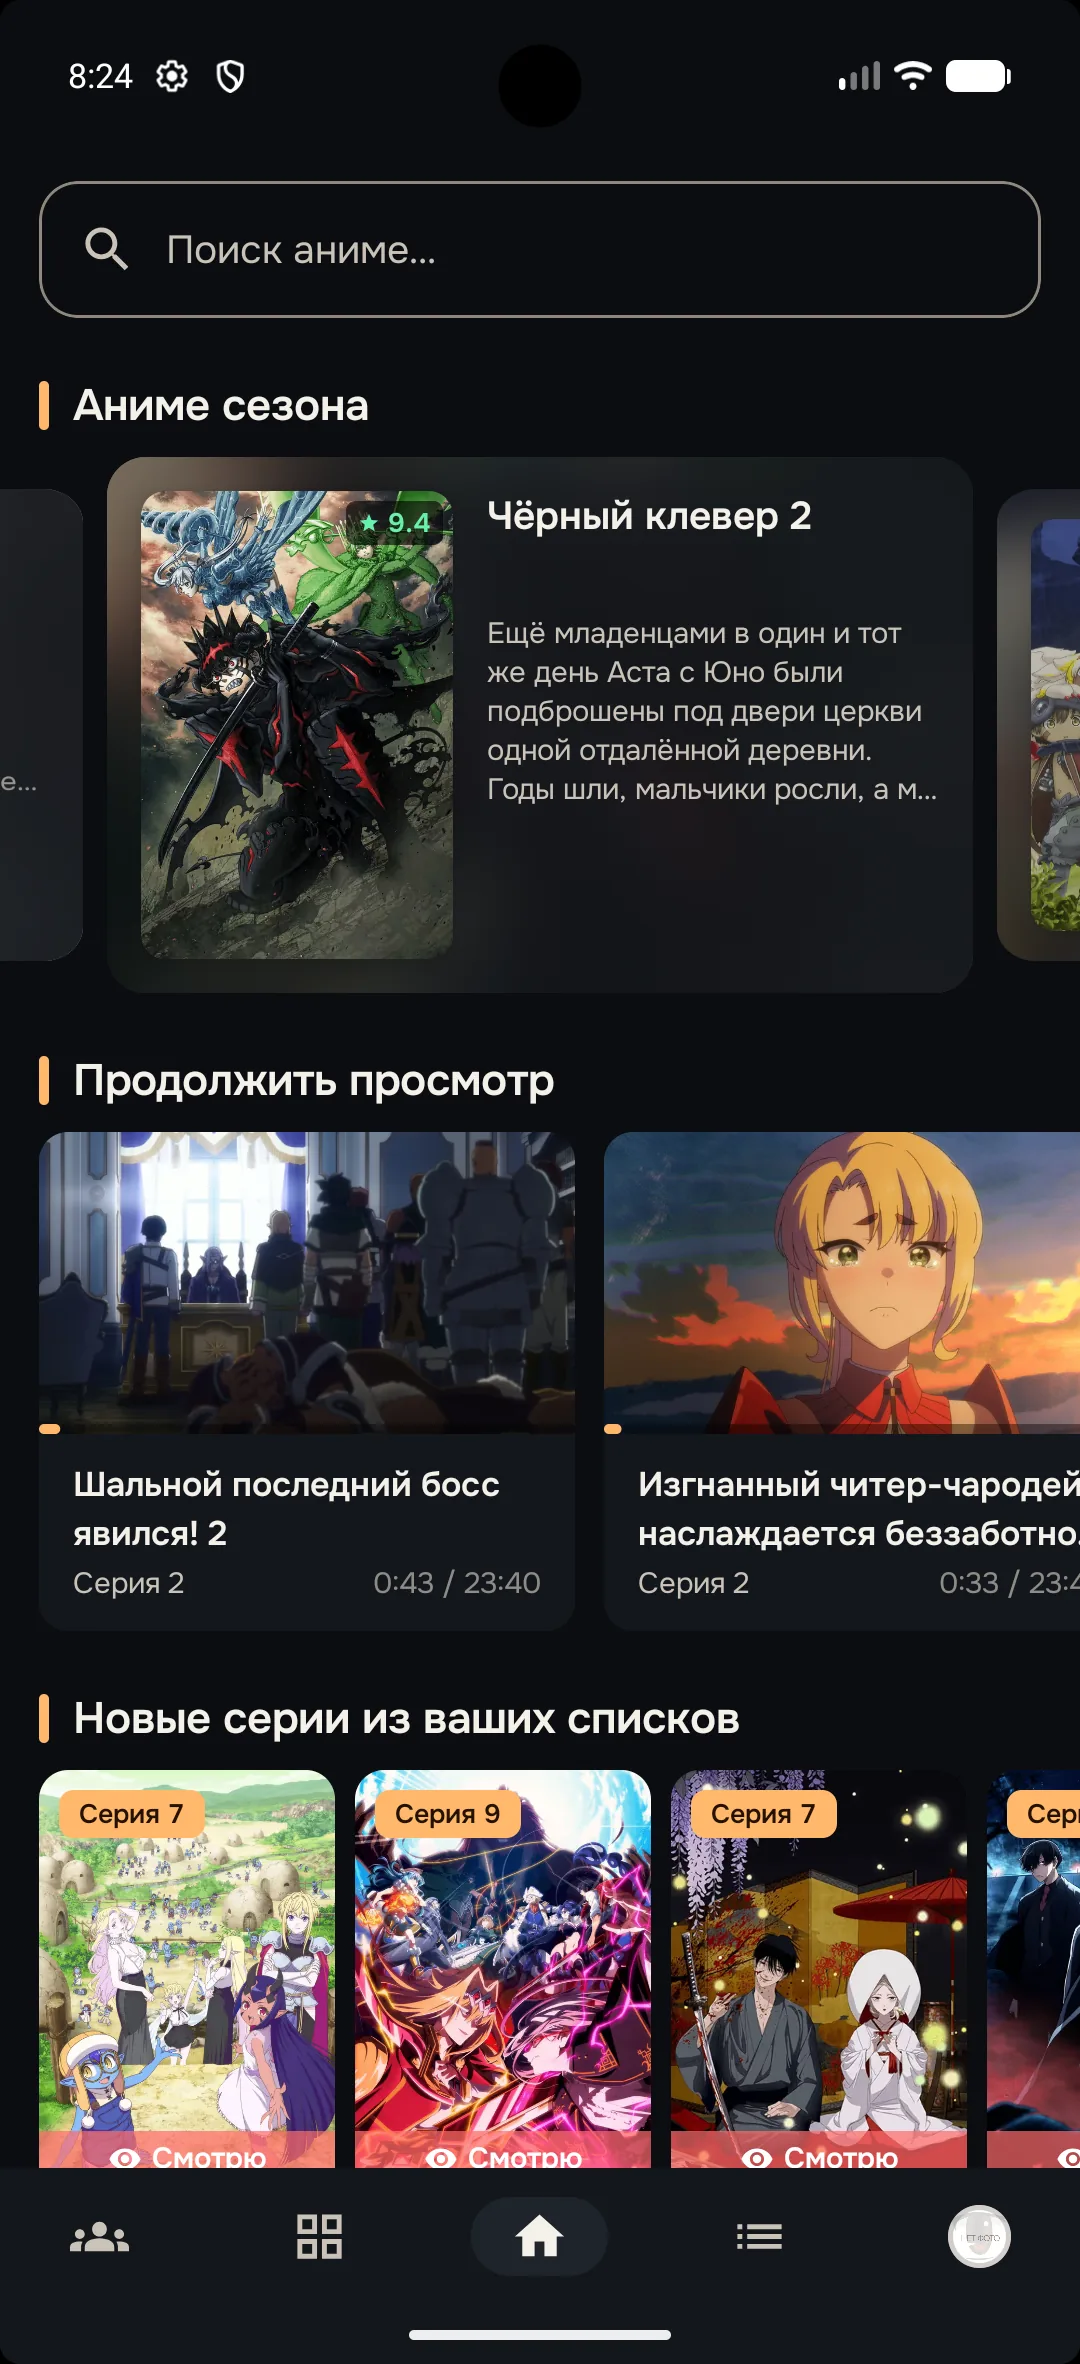 8:24
Поиск аниме...
Аниме сезона
е...
9.4
Чёрный клевер 2
Ещё младенцами в один и тот
же день Аста с Юно были
подброшены под двери церкви
одной отдалённой деревни.
Годы шли, мальчики росли, а м...
Продолжить просмотр
Шальной последний босс
явился! 2
Серия 2
0:43 / 23:40
Изгнанный читер-чародей
наслаждается беззаботно.
Серия 2
0:33 / 23:4
Новые серии из ваших списков
Серия 7
Серия 9
Серия 7
Сери
Смотрю
Смотрю
Смотрю